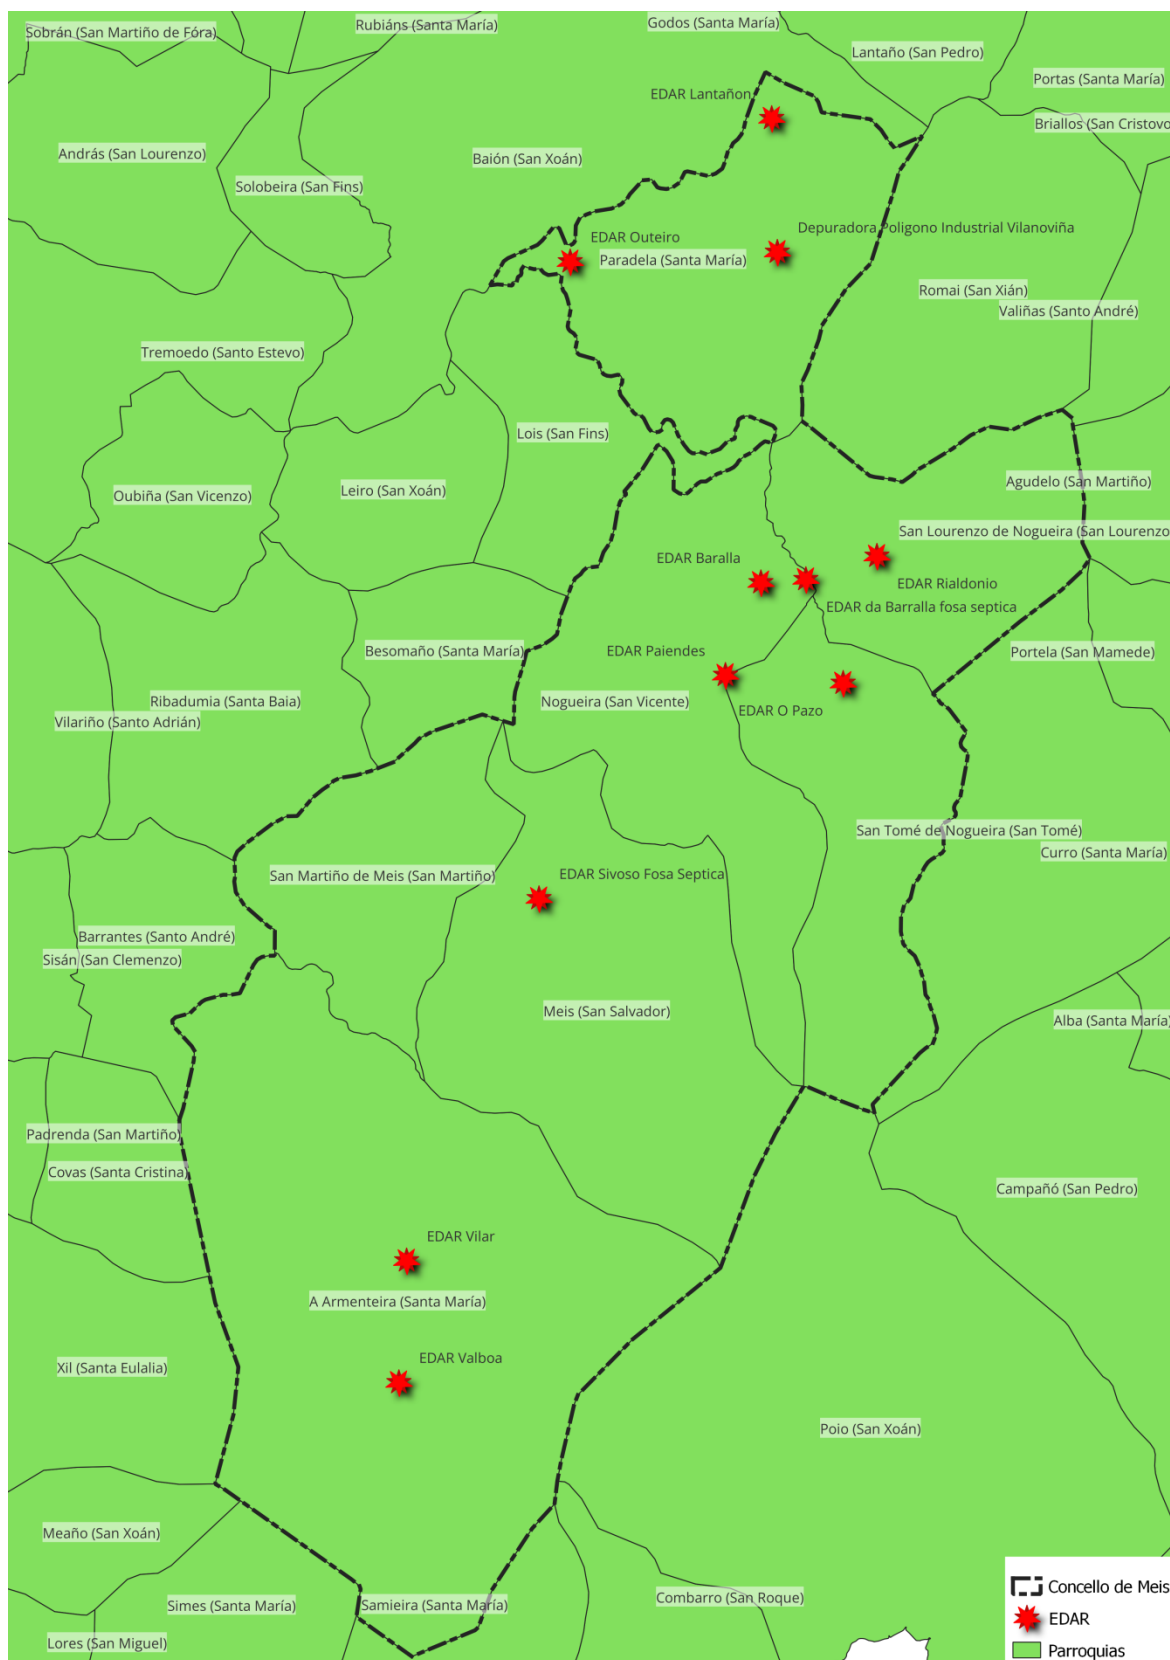 Godos (Santa María)
Rubiáns (Santa María)
Sobrán (San Martiño de Fóra)
Lantaño (San Pedro)
Portas (Santa María)
EDAR Lantañon
Briallos (San Cristovo
András (San Lourenzo)
Baión (San Xoán)
Solobeira (San Fins)
Depuradora Poligono Industrial Vilanoviña
EDAR Outeiro
Paradela (Santa María)
Romai (San Xián)
Valiñas (Santo André)
Tremoedo (Santo Estevo)
Lois (San Fins)
Agudelo (San Martiño)
Leiro (San Xoán)
Oubiña (San Vicenzo)
San Lourenzo de Nogueira (San Lourenzo
EDAR Baralla
EDAR Rialdonio
EDAR da Barralla fosa septica
Besomaño (Santa María)
EDAR Paiendes
Portela (San Mamede)
Ribadumia (Santa Baia)
Nogueira (San Vicente)
EDAR O Pazo
Vilariño (Santo Adrián)
San Tomé de Nogueira (San Tomé)
Curro (Santa María)
San Martiño de Meis (San Martiño)
EDAR Sivoso Fosa Septica
Barrantes (Santo André)
Sisán (San Clemenzo)
Meis (San Salvador)
Alba (Santa María)
Padrenda (San Martiño)
Covas (Santa Cristina)
Campañó (San Pedro)
EDAR Vilar
A Armenteira (Santa María)
EDAR Valboa
Xil (Santa Eulalia)
Poio (San Xoán)
Meaño (San Xoán)
Simes (Santa María)
Samieira (Santa María)
Combarro (San Roque)
Lores (San Miguel)
Concello de Meis
EDAR
Parroquias